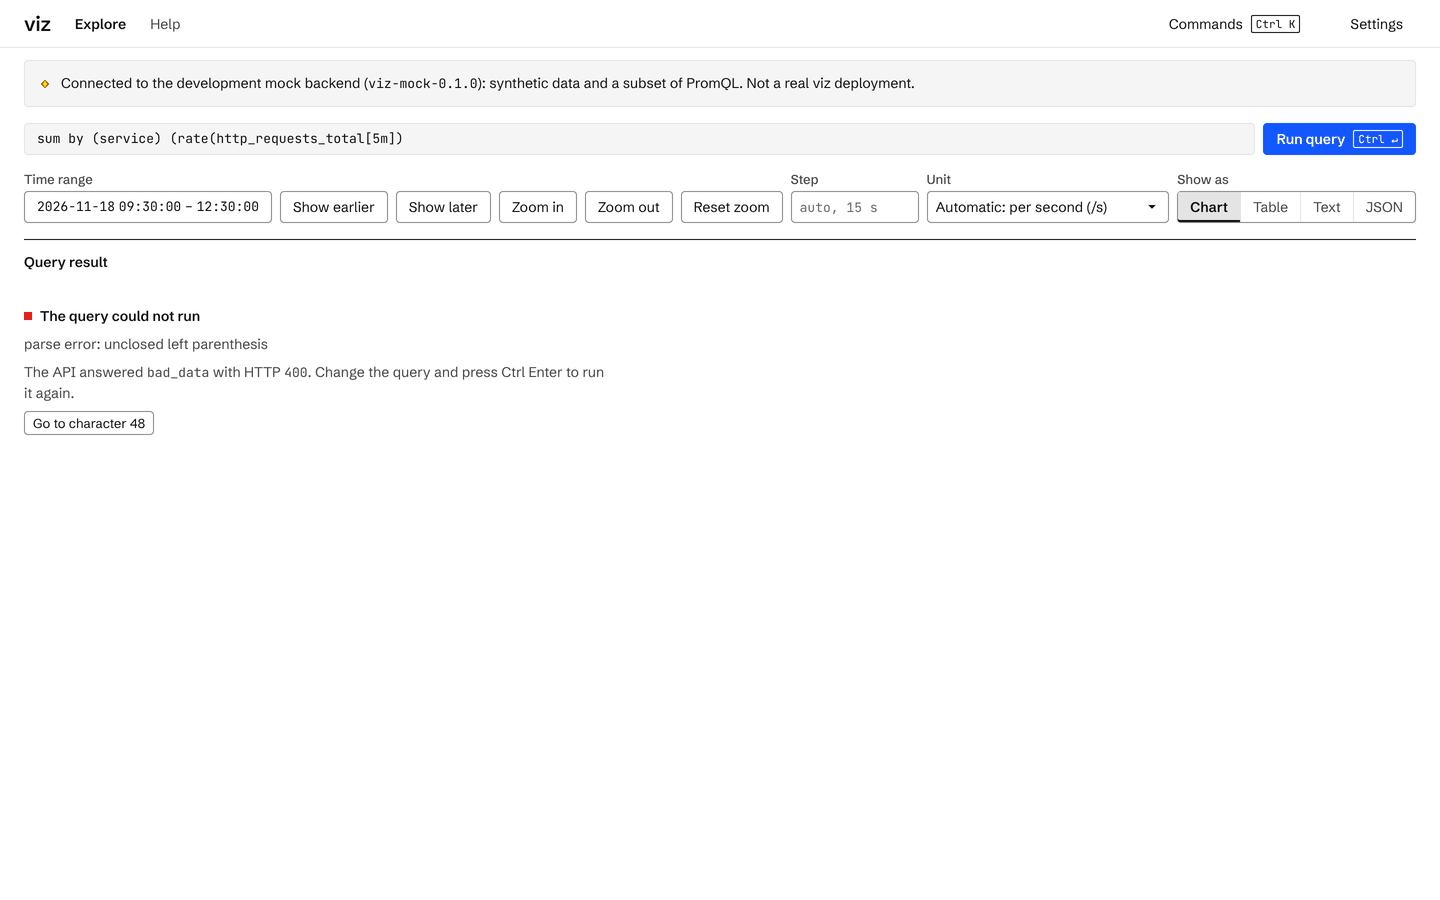 viz Explore Help Commands Ctrl K Settings
Connected to the development mock backend (viz-mock-0.1.0): synthetic data and a subset of PromQL. Not a real viz deployment.
sum by (service) (rate(http_requests_total[5m]) Run query Ctrl ↵
Time range Step Unit Show as
2026-11-18 09:30:00 – 12:30:00 Show earlier Show later Zoom in Zoom out Reset zoom auto, 15 s Automatic: per second (/s) Chart Table Text JSON
Query result
The query could not run
parse error: unclosed left parenthesis
The API answered bad_data with HTTP 400. Change the query and press Ctrl Enter to run
it again.
Go to character 48